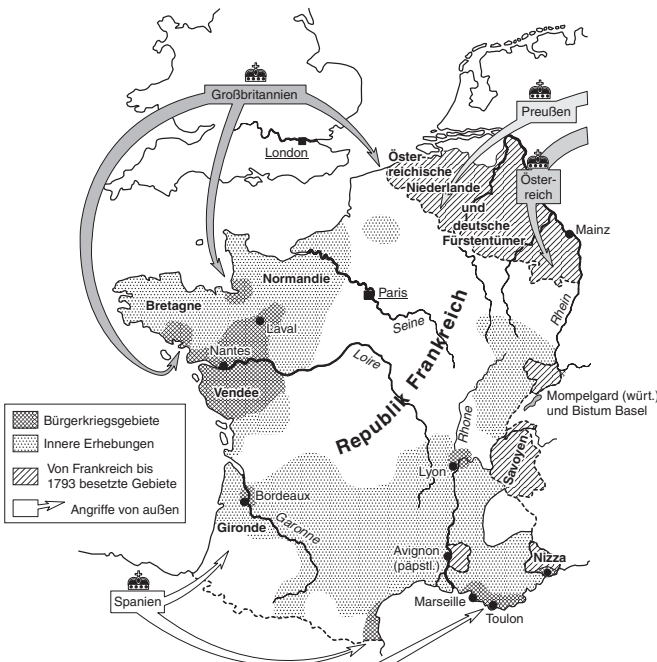 Großbritannien
London
Preußen
Öster-
reich
Öster-
reichische
Niederlande
und
deutsche
Fürstentümer
Mainz
Rhein
Normandie
Bretagne
Laval
Paris
Seine
Nantes
Loire
Vendée
Republik Frankreich
Mompelgard (württ.)
und Bistum Basel
Bürgerkriegsgebiete
Innere Erhebungen
Von Frankreich bis
1793 besetzte Gebiete
Angriffe von außen
Rhone
Lyon
Savoyen
Bordeaux
Gironde
Garonne
Avignon
(päpstl.)
Nizza
Spanien
Marseille
Toulon